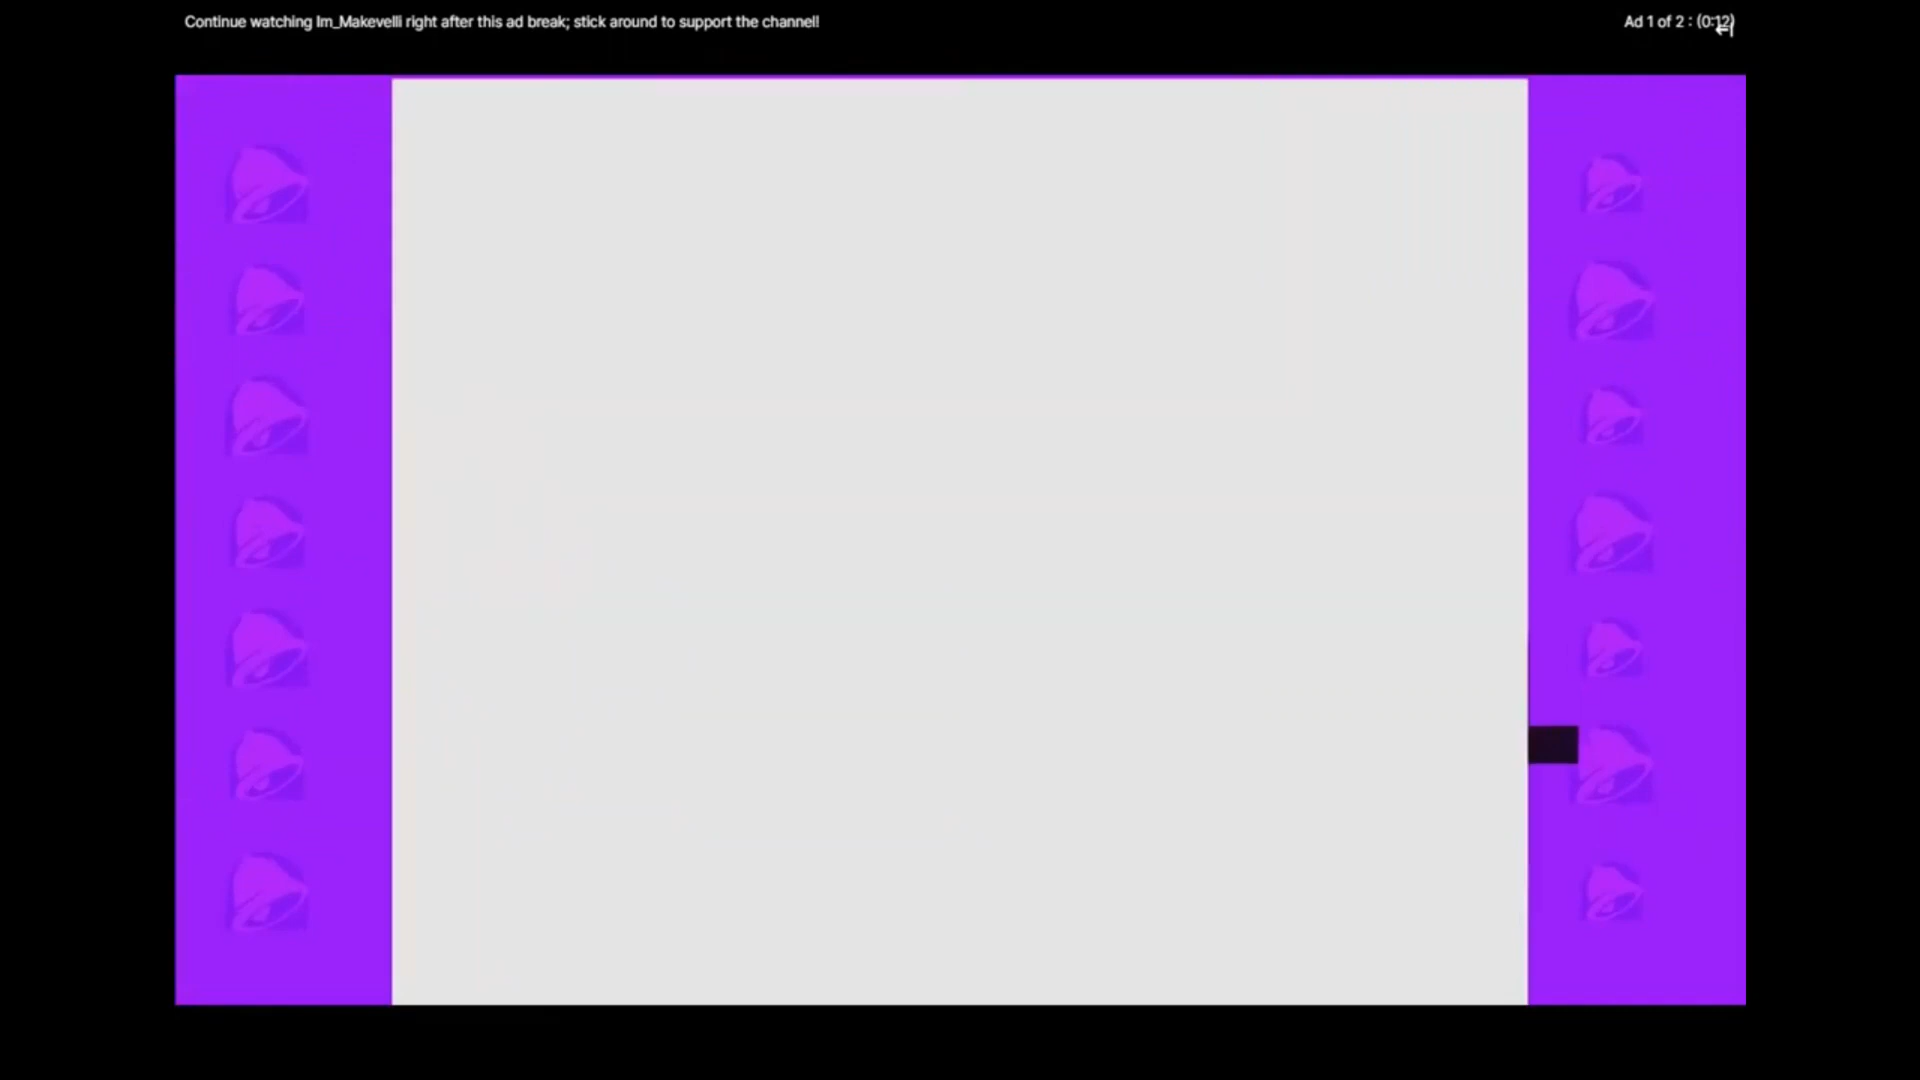 Continue watching Im_Makevelli right after this ad break; stick around to support the channel!
Ad 1 of 2 : (0:12)